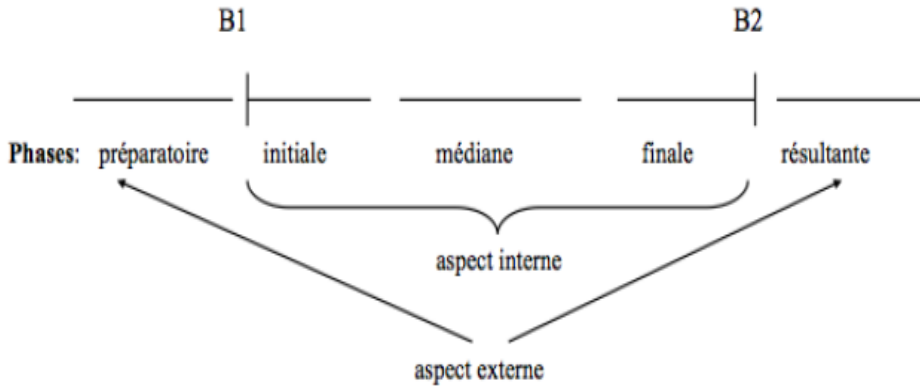 B1 B2
Phases: préparatoire initiale médiane finale résultante
aspect interne
aspect externe